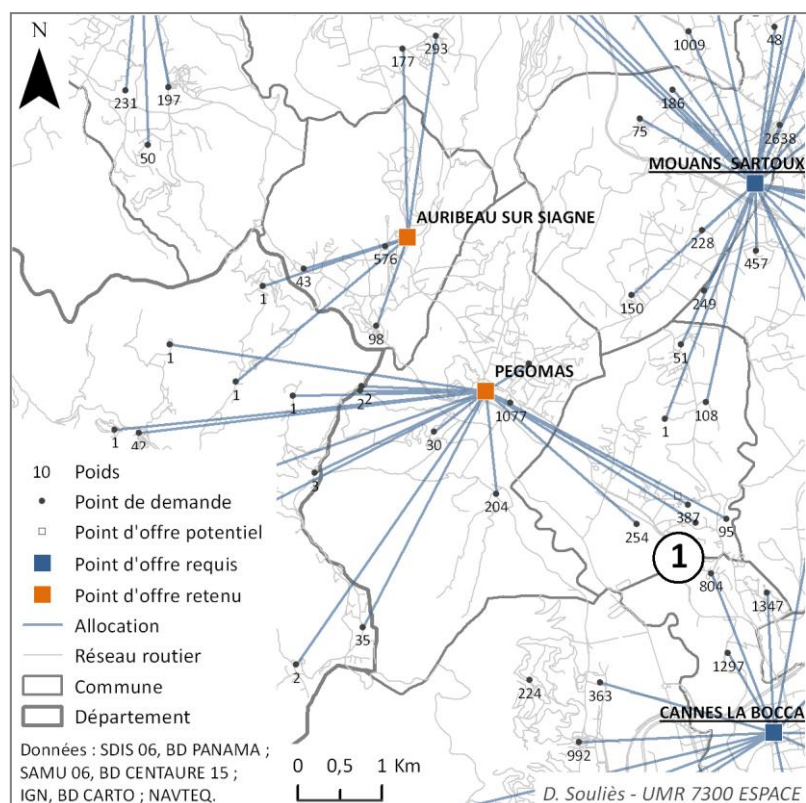 N
177
293
1009
48
231
197
186
75
2638
50
MOUANS SARTOUX
AURIBEAU SUR SIAGNE
228
576
457
43
1
150
249
98
1
51
PEGOMAS
1
1
2
2
1077
108
1
1
42
30
10 Poids
Point de demande
3
Point d'offre potentiel
204
387
254
95
Point d'offre requis
1
804
Point d'offre retenu
1347
Allocation
35
Réseau routier
1297
2
Commune
224
363
Département
CANNES LA BOCCA
992
Données : SDIS 06, BD PANAMA ;
SAMU 06, BD CENTAURE 15 ;
IGN, BD CARTO ; NAVTEQ.
0 0,5 1 Km
D. Souliès - UMR 7300 ESPACE